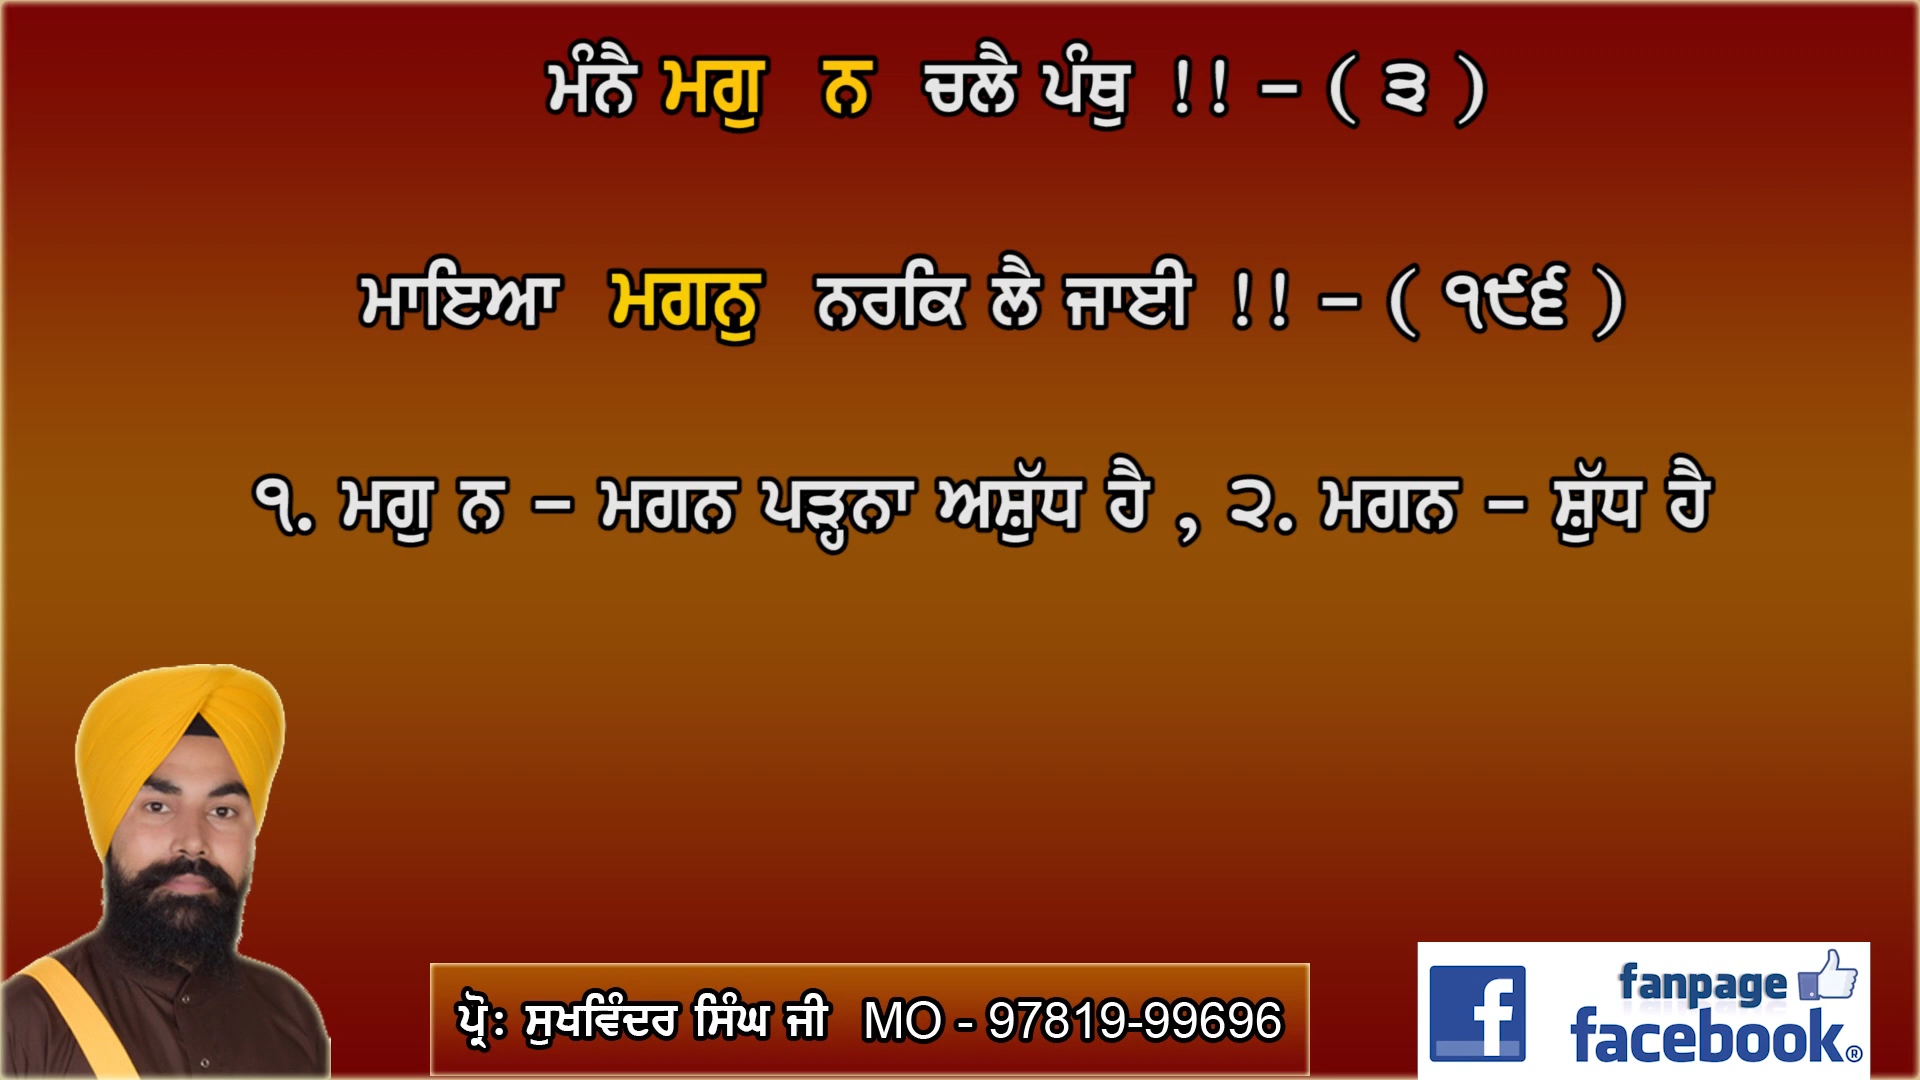 ਮੰਨੈ ਮਗੁ ਨ ਚਲੈ ਪੰਥੁ !! – ( ੩ )
ਮਾਇਆ ਮਗਨੁ ਨਰਕਿ ਲੈ ਜਾਈ !! – ( ੧੯੬ )
੧. ਮਗੁ ਨ – ਮਗਨ ਪੜ੍ਹਨਾ ਅਸ਼ੁੱਧ ਹੈ , ੨. ਮਗਨ – ਸ਼ੁੱਧ ਹੈ
ਪ੍ਰੋ: ਸੁਖਵਿੰਦਰ ਸਿੰਘ ਜੀ MO - 97819-99696
f fanpage
facebook®